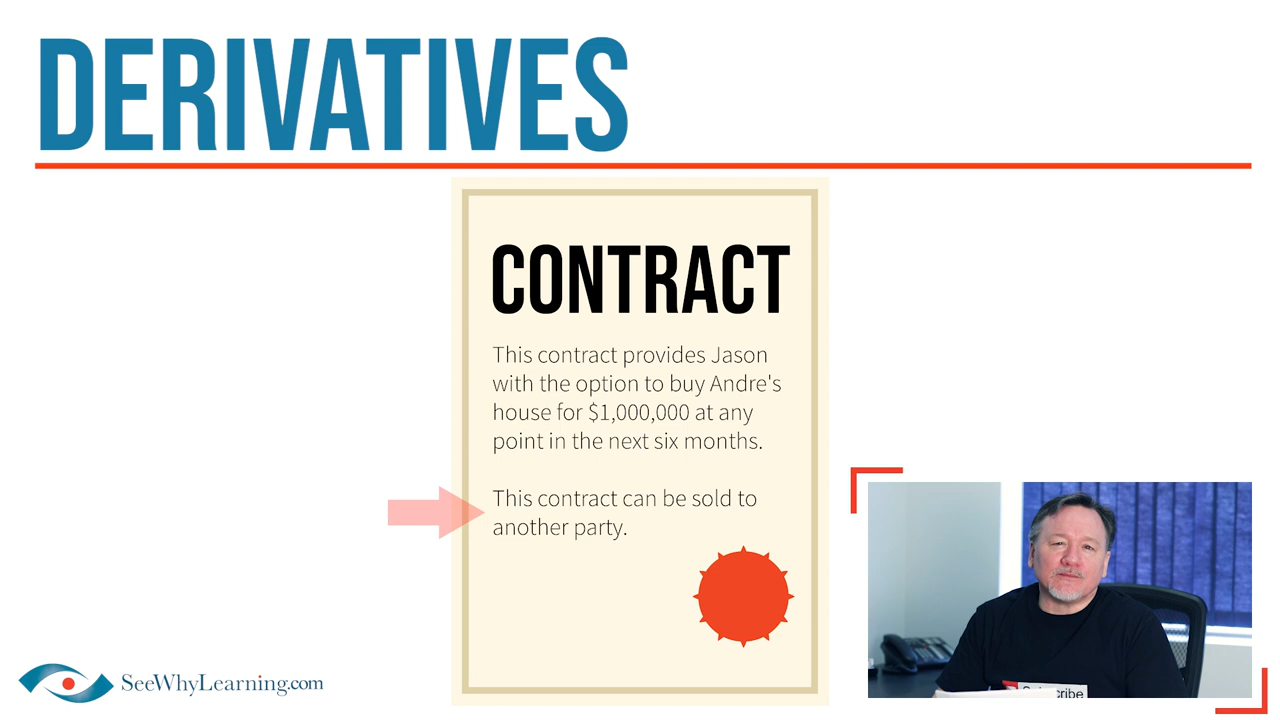 DERIVATIVES
CONTRACT
This contract provides Jason
with the option to buy Andre's
house for $1,000,000 at any
point in the next six months.
This contract can be sold to
another party.
SeeWhyLearning.com